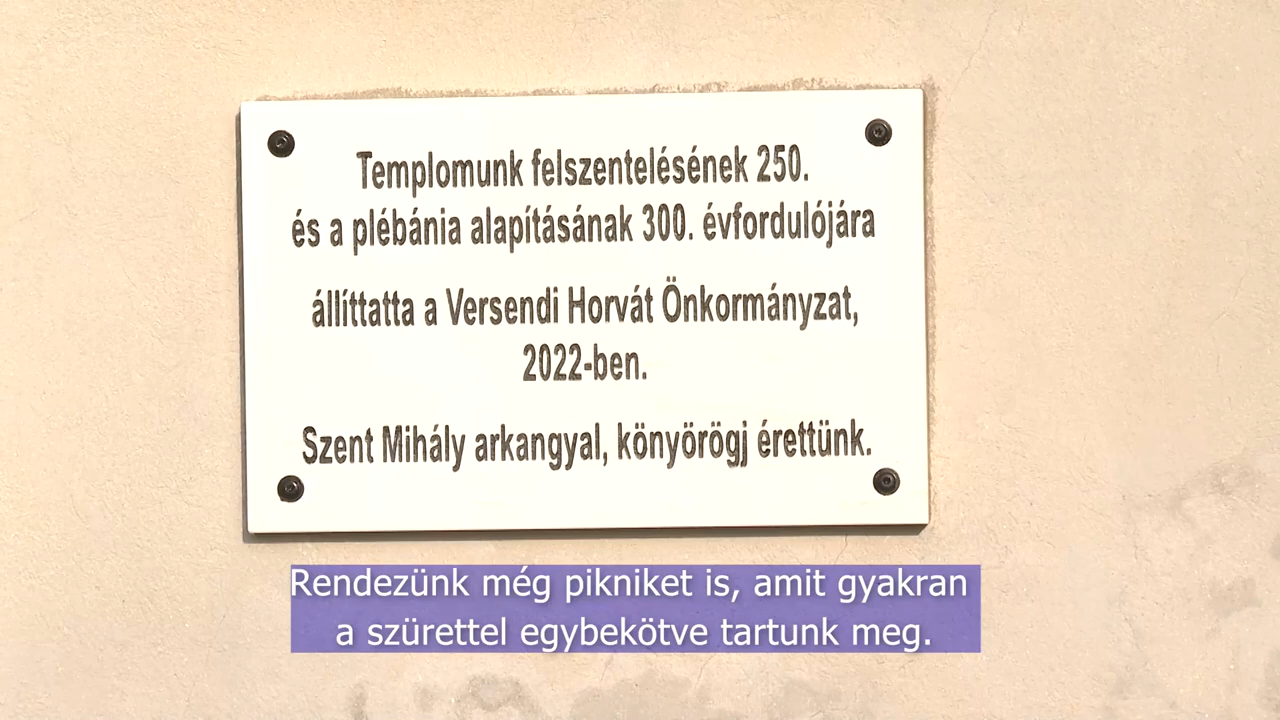 Templomunk felszentelésének 250.
és a plébánia alapításának 300. évfordulójára
állíttatta a Versendi Horvát Önkormányzat,
2022-ben.
Szent Mihály arkangyal, könyörögj érettünk.
Rendezünk még pikniket is, amit gyakran
a szürettel egybekötve tartunk meg.